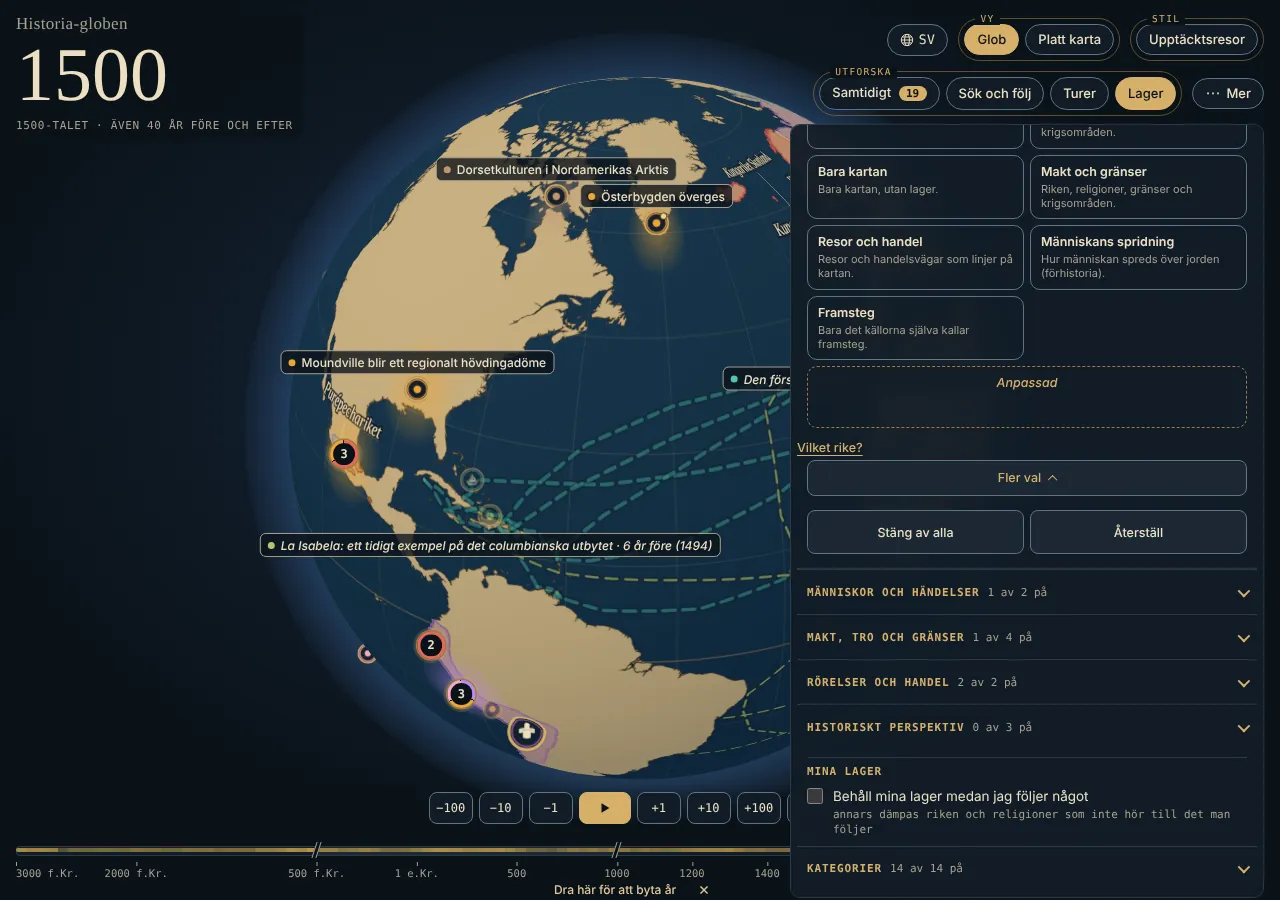 Historia-globen
1500
1500-TALET · ÄVEN 40 ÅR FÖRE OCH EFTER
SV
VY
Glob
Platt karta
STIL
Upptäcktsresor
UTFORSKA
Samtidigt 19
Sök och följ
Turer
Lager
··· Mer
krigsområden.
Bara kartan
Bara kartan, utan lager.
Makt och gränser
Riken, religioner, gränser och
krigsområden.
Resor och handel
Resor och handelsvägar som linjer på
kartan.
Människans spridning
Hur människan spreds över jorden
(förhistoria).
Framsteg
Bara det källorna själva kallar
framsteg.
Anpassad
Vilket rike?
Fler val
Stäng av alla
Återställ
MÄNNISKOR OCH HÄNDELSER 1 av 2 på
MAKT, TRO OCH GRÄNSER 1 av 4 på
RÖRELSER OCH HANDEL 2 av 2 på
HISTORISKT PERSPEKTIV 0 av 3 på
MINA LAGER
Behåll mina lager medan jag följer något
annars dämpas riken och religioner som inte hör till det man
följer
KATEGORIER 14 av 14 på
Dorsetkulturen i Nordamerikas Arktis
Österbygden överges
Moundville blir ett regionalt hövdingadöme
Den förs
Purépechariket
3
La Isabela: ett tidigt exempel på det columbianska utbytet · 6 år före (1494)
2
3
−100
−10
−1
+1
+10
+100
3000 f.Kr.
2000 f.Kr.
500 f.Kr.
1 e.Kr.
500
1000
1200
1400
Dra här för att byta år ✕